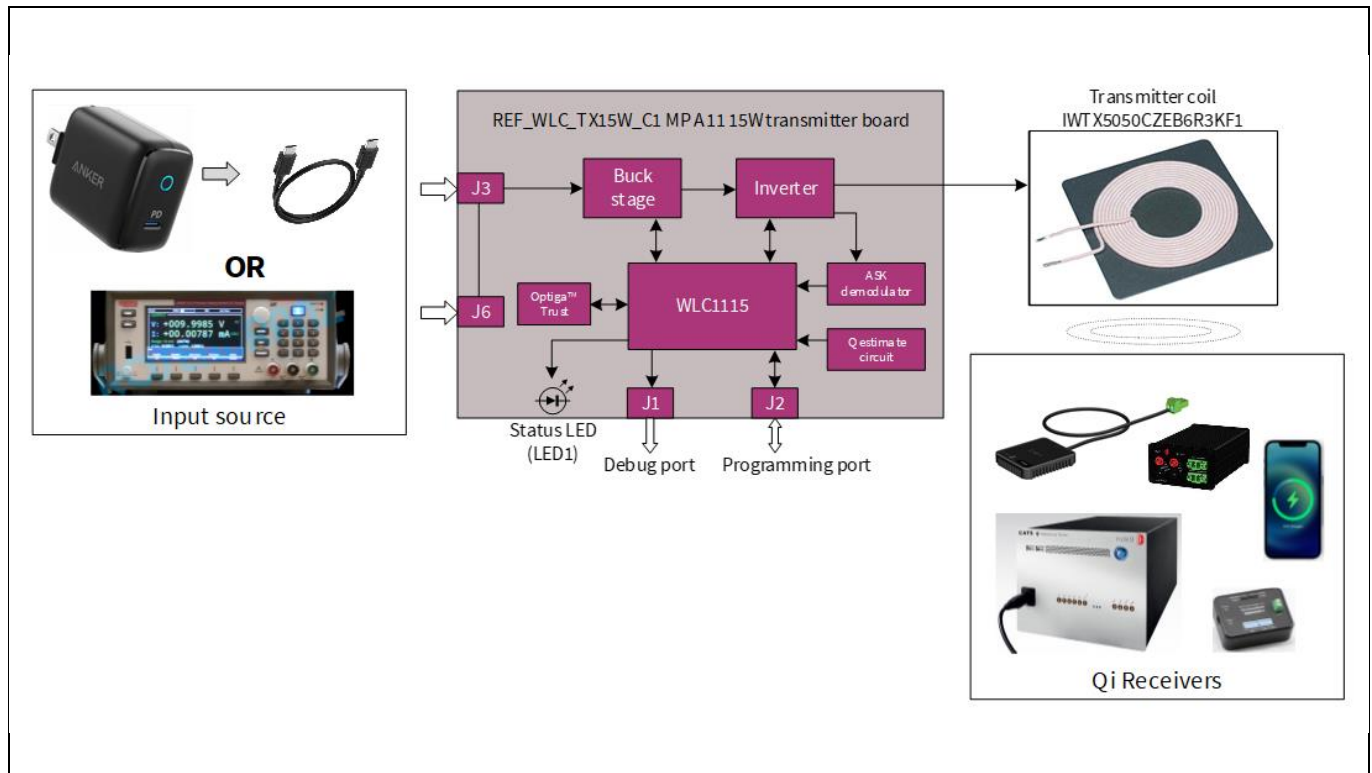 ANKER
PD
OR
V: +009.9985 V
I: +00.00787 mA
Input source
REF_WLC_TX15W_C1 MPA11 15W transmitter board
J3
J6
Buck
stage
Inverter
Optiga™
Trust
WLC1115
ASK
demodulator
Q estimate
circuit
J1
J2
Status LED
(LED1)
Debug port
Programming port
Transmitter coil
IWTX5050CZEB6R3KF1
Qi Receivers